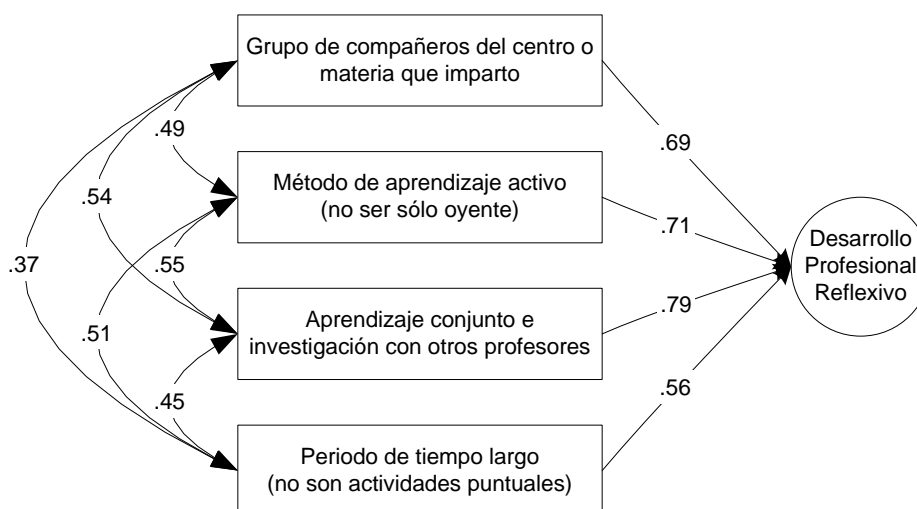 Grupo de compañeros del centro o
materia que imparto
.49
.69
.54
Método de aprendizaje activo
(no ser sólo oyente)
.71
Desarrollo
Profesional
Reflexivo
.37
.55
.51
Aprendizaje conjunto e
investigación con otros profesores
.79
.45
.56
Periodo de tiempo largo
(no son actividades puntuales)